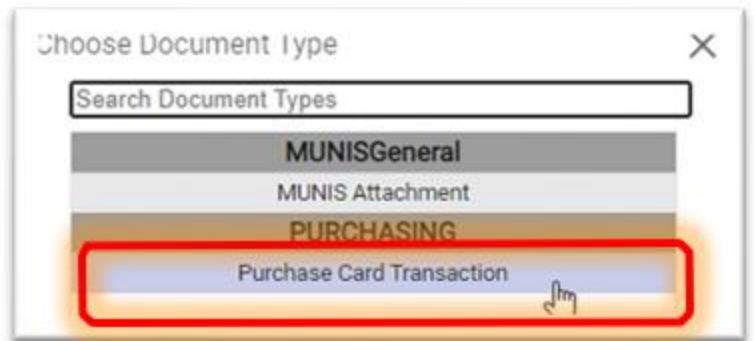 Choose Document Type
Search Document Types
MUNISGeneral
MUNIS Attachment
PURCHASING
Purchase Card Transaction